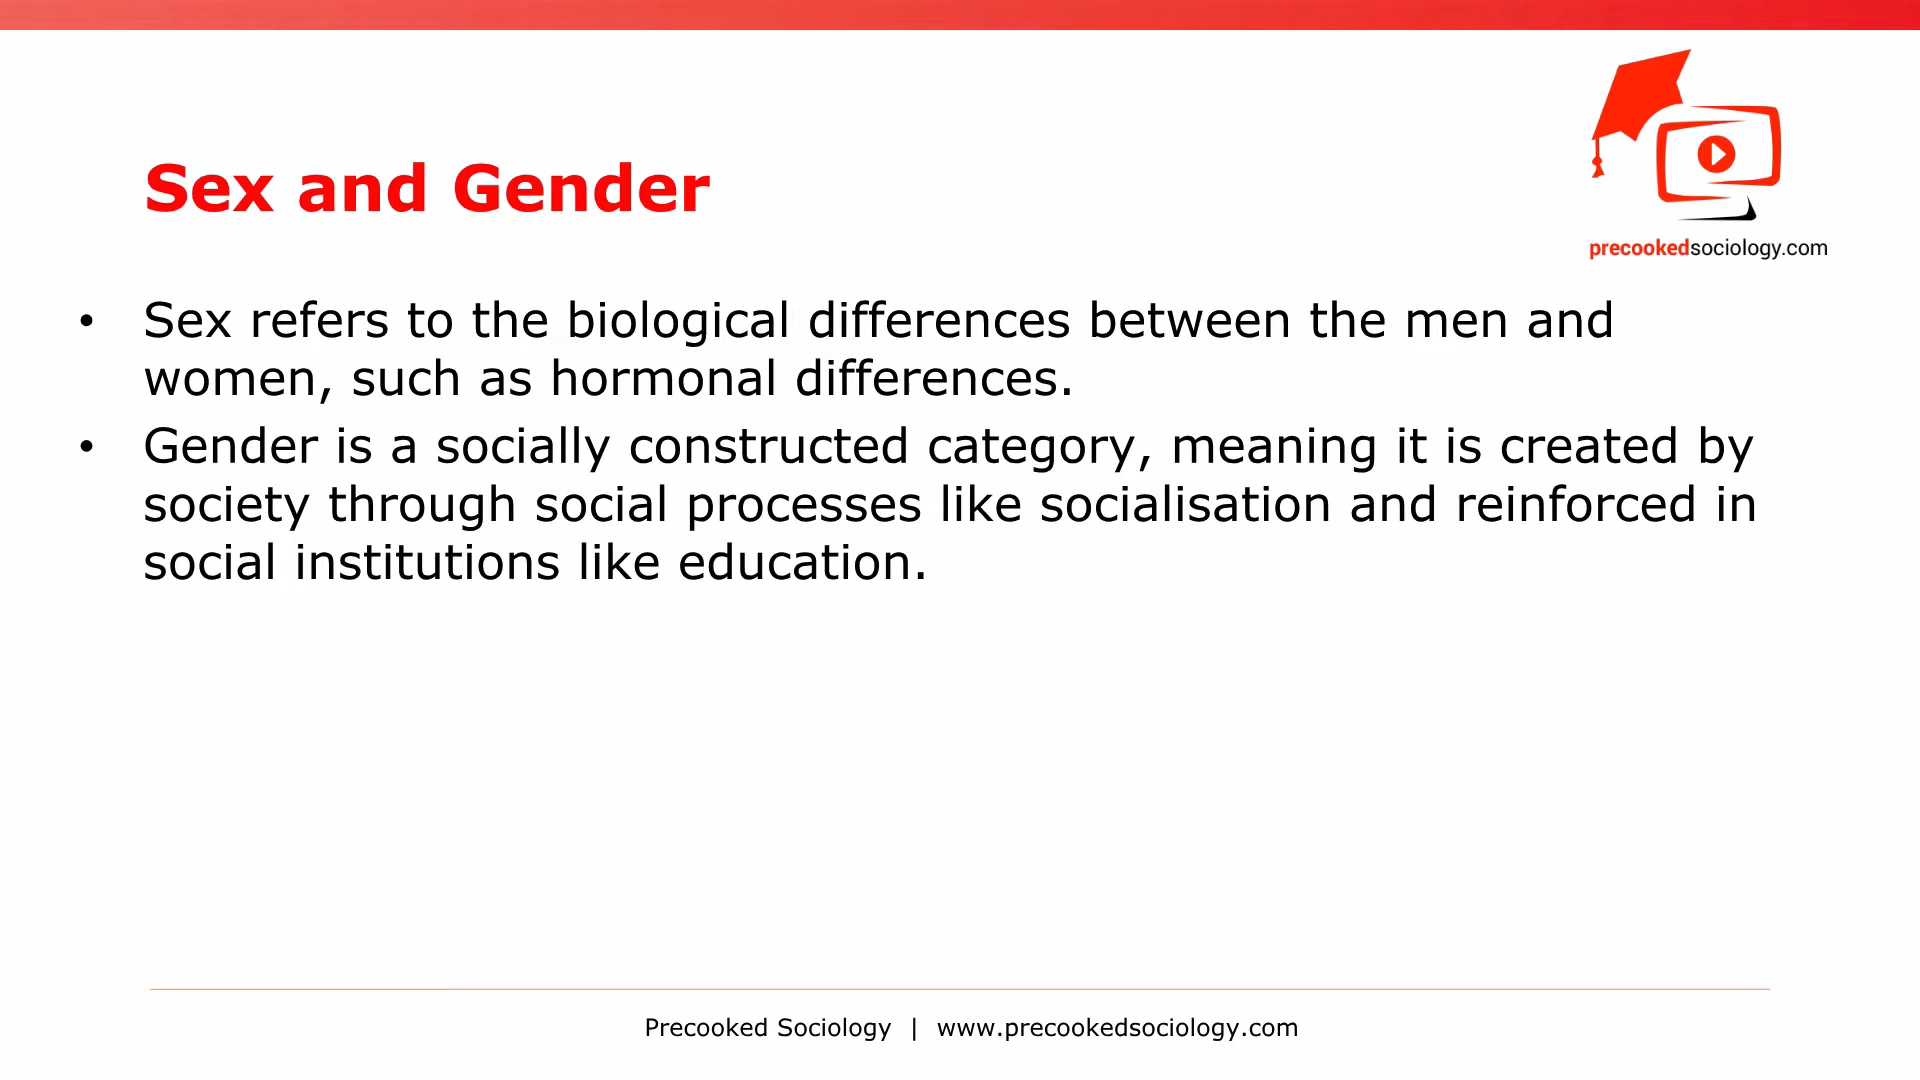 precookedsociology.com
Sex and Gender
• Sex refers to the biological differences between the men and
women, such as hormonal differences.
• Gender is a socially constructed category, meaning it is created by
society through social processes like socialisation and reinforced in
social institutions like education.
Precooked Sociology | www.precookedsociology.com